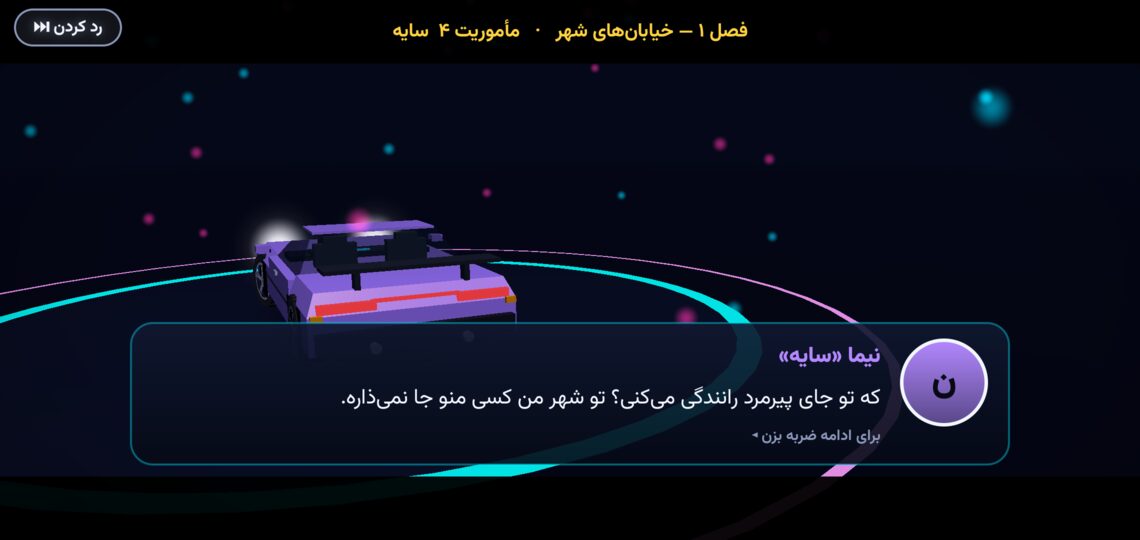 فصل ۱ — خیابان‌های شهر · مأموریت ۴ سایه
رد کردن ⏭
نیما «سایه»
ن
که تو جای پیرمرد رانندگی می‌کنی؟ تو شهر من کسی منو جا نمی‌ذاره.
برای ادامه ضربه بزن ◂